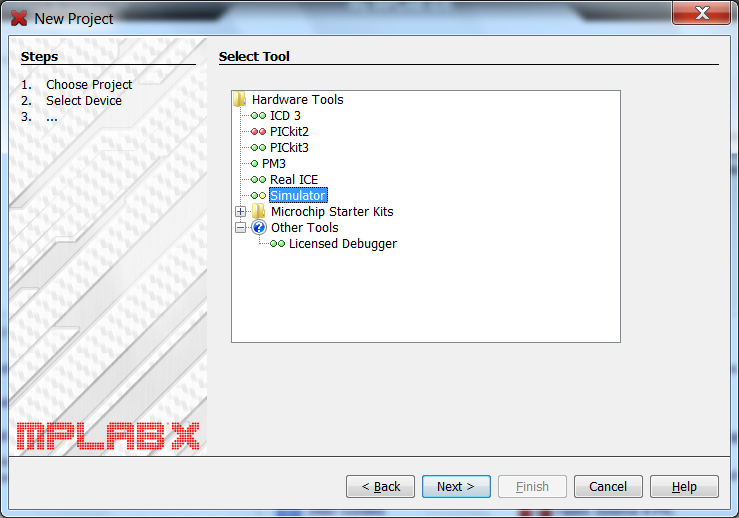 New Project
Steps
1. Choose Project
2. Select Device
3. ...
Select Tool
Hardware Tools
ICD 3
PICkit2
PICkit3
PM3
Real ICE
Simulator
Microchip Starter Kits
Other Tools
Licensed Debugger
MPLAB X
< Back
Next >
Finish
Cancel
Help